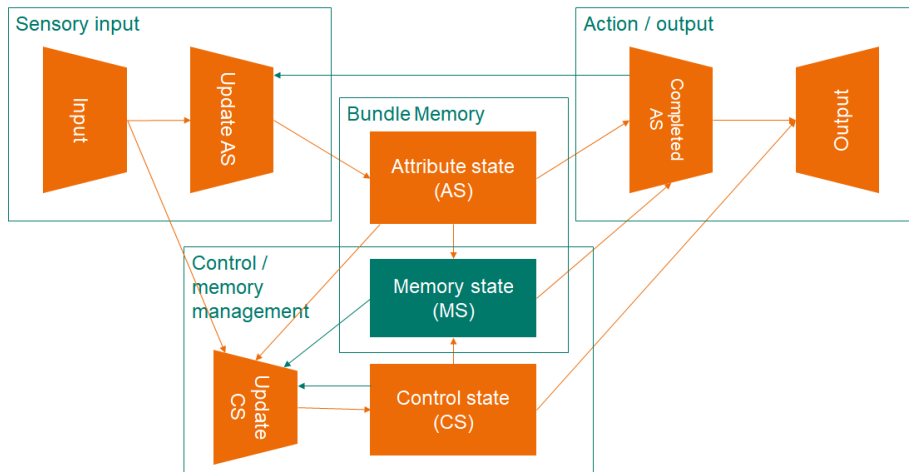 Sensory input
Action / output
Input
Update AS
Bundle Memory
Attribute state
(AS)
Completed
AS
Output
Control /
memory
management
Memory state
(MS)
Update
CS
Control state
(CS)